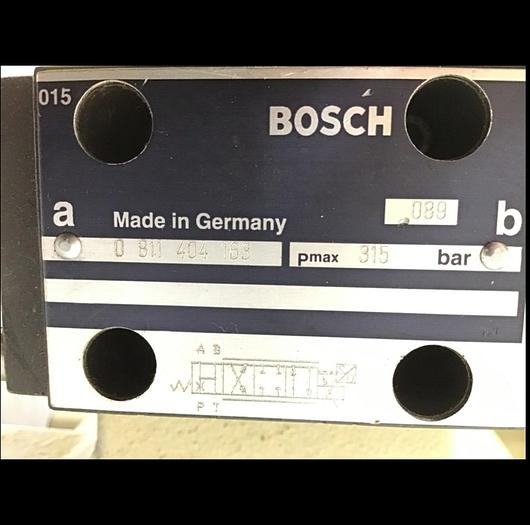 015
BOSCH
089
a
b
Made in Germany
0 811 404 163
pmax 315 bar
A B
P T